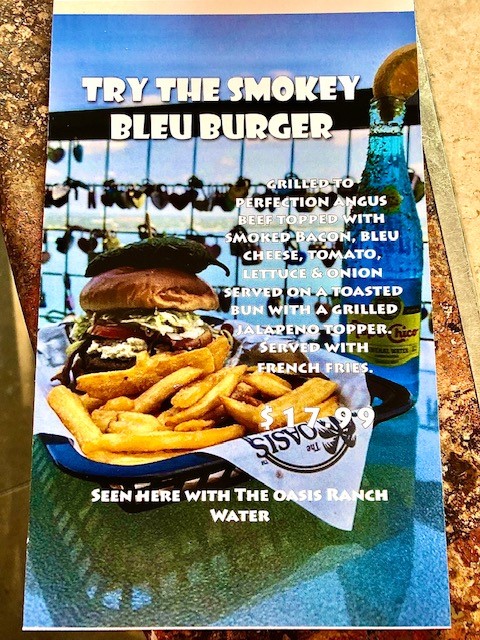 TRY THE SMOKEY
BLEU BURGER
GRILLED TO
PERFECTION ANGUS
BEEF TOPPED WITH
SMOKED BACON, BLEU
CHEESE, TOMATO,
LETTUCE & ONION
SERVED ON A TOASTED
BUN WITH A GRILLED
JALAPENO TOPPER.
SERVED WITH
FRENCH FRIES.
$17.99
The
OASIS
Chico
MINERAL WATER
SEEN HERE WITH THE OASIS RANCH
WATER